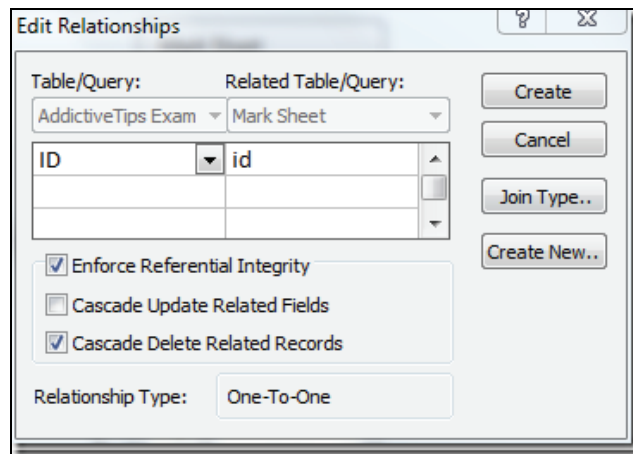 Edit Relationships
Table/Query: Related Table/Query:
AddictiveTips Exam Mark Sheet
ID id
Enforce Referential Integrity
Cascade Update Related Fields
Cascade Delete Related Records
Relationship Type: One-To-One
Create
Cancel
Join Type..
Create New..